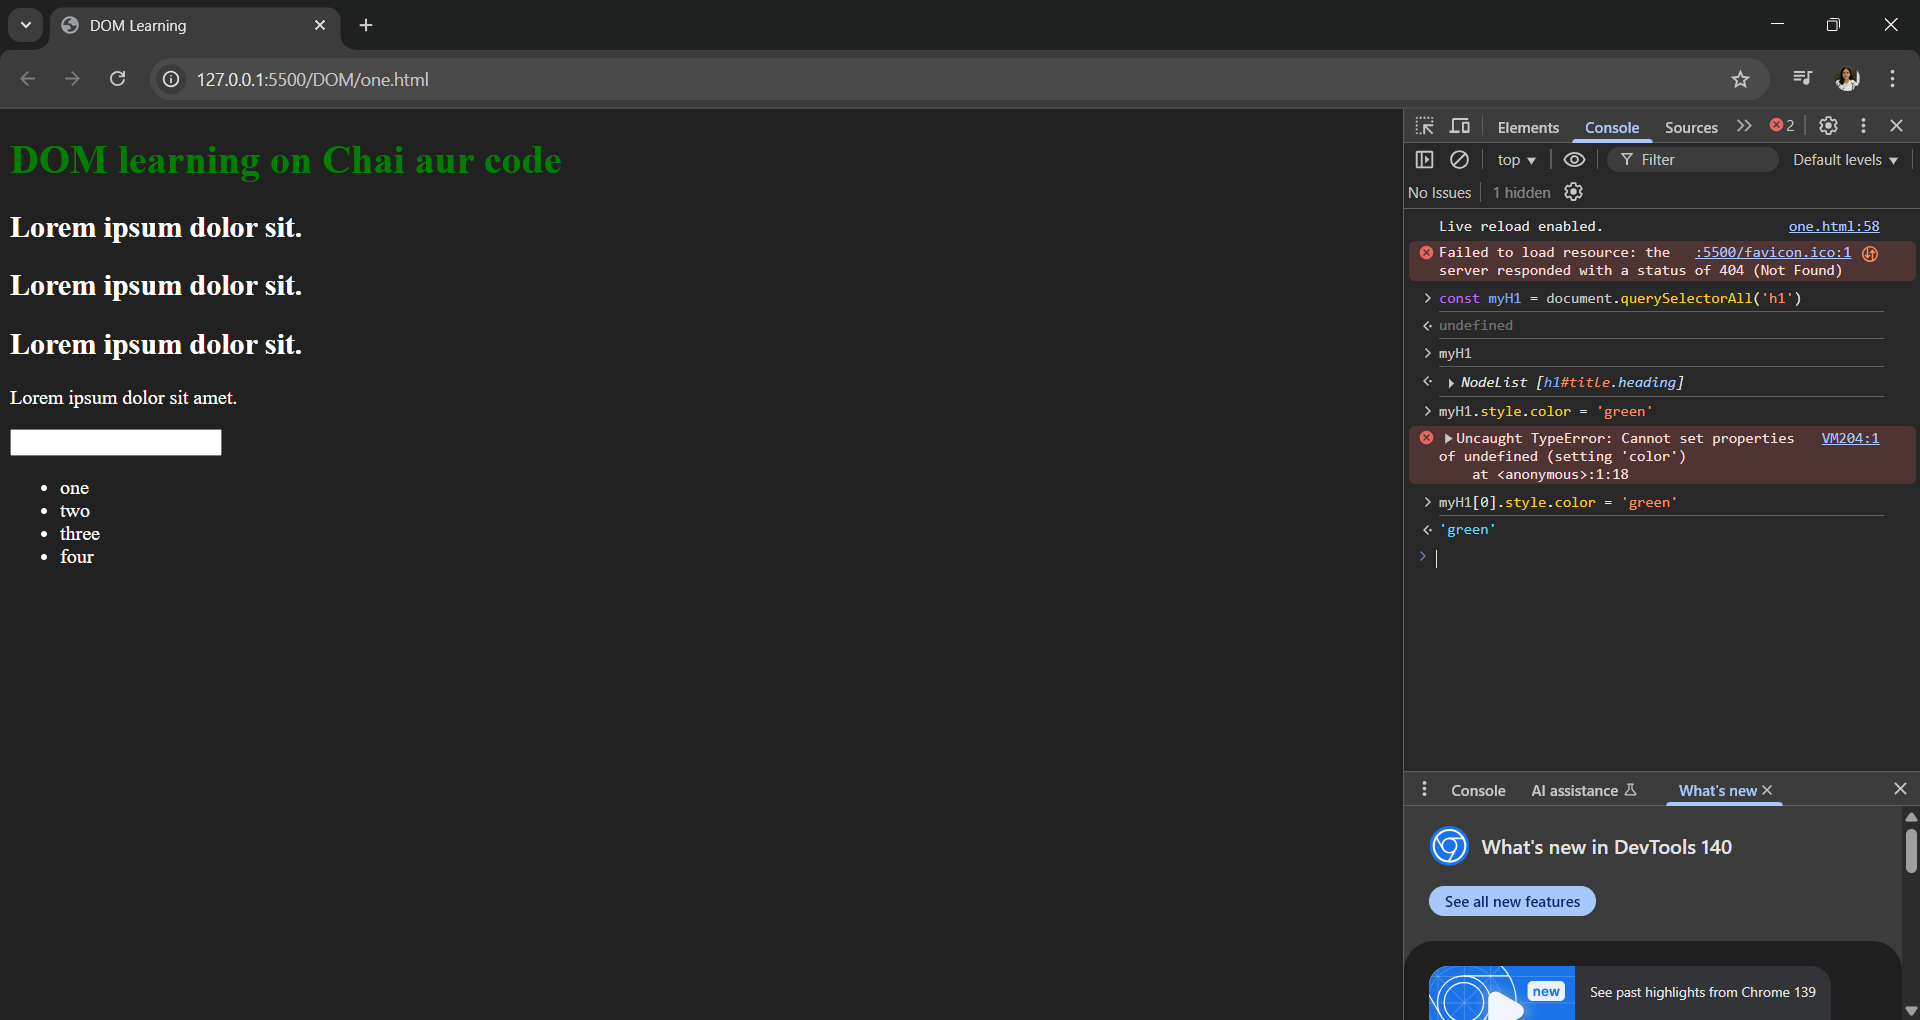 DOM Learning
127.0.0.1:5500/DOM/one.html
DOM learning on Chai aur code
Lorem ipsum dolor sit.
Lorem ipsum dolor sit.
Lorem ipsum dolor sit.
Lorem ipsum dolor sit amet.
one
two
three
four
Elements Console Sources 2
top Filter Default levels
No Issues 1 hidden
Live reload enabled. one.html:58
Failed to load resource: the :5500/favicon.ico:1
server responded with a status of 404 (Not Found)
const myH1 = document.querySelectorAll('h1')
undefined
myH1
NodeList [h1#title.heading]
myH1.style.color = 'green'
Uncaught TypeError: Cannot set properties VM204:1
of undefined (setting 'color')
at <anonymous>:1:18
myH1[0].style.color = 'green'
'green'
Console AI assistance What's new
What's new in DevTools 140
See all new features
new
See past highlights from Chrome 139